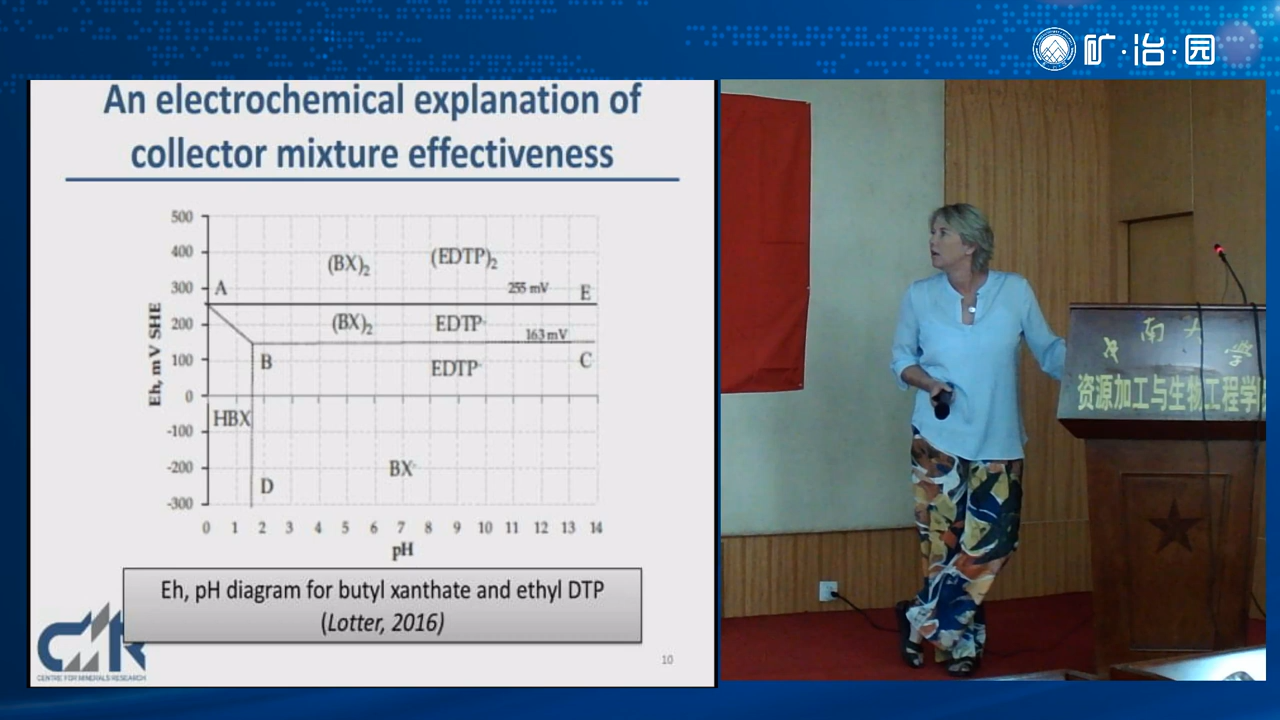 矿·冶·园
An electrochemical explanation of
collector mixture effectiveness
500
400
300
200
100
0
-100
-200
-300
Eh, mV SHE
(BX)₂
(EDTP)₂
A
255 mV
E
(BX)₂
EDTP⁻
163 mV
B
EDTP⁻
C
HBX
BX⁻
D
0 1 2 3 4 5 6 7 8 9 10 11 12 13 14
pH
Eh, pH diagram for butyl xanthate and ethyl DTP
(Lotter, 2016)
CMR
CENTRE FOR MINERALS RESEARCH
10
南大学
资源加工与生物工程学